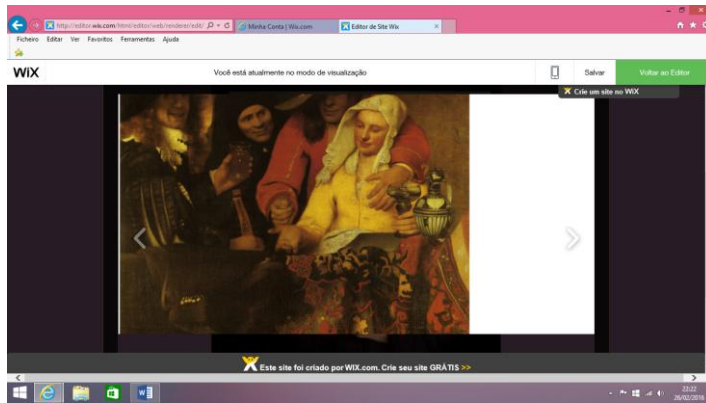 http://editor.wix.com/html/editor/web/renderer/edit/
Minha Conta | Wix.com
Editor de Site Wix
Ficheiro Editar Ver Favoritos Ferramentas Ajuda
WiX
Você está atualmente no modo de visualização
Salvar
Voltar ao Editor
Crie um site no WiX
Este site foi criado por WIX.com. Crie seu site GRÁTIS >>
22:22
26/02/2016